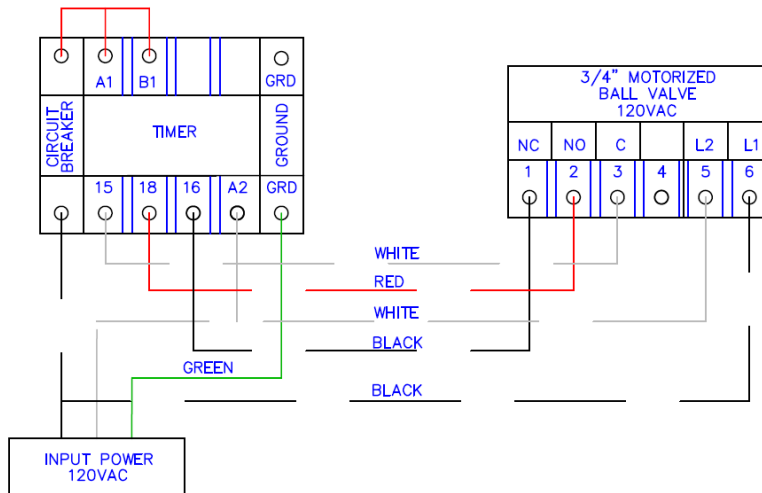 A1
B1
GRD
CIRCUIT
BREAKER
TIMER
GROUND
15
18
16
A2
GRD
3/4" MOTORIZED
BALL VALVE
120VAC
NC
NO
C
L2
L1
1
2
3
4
5
6
WHITE
RED
WHITE
BLACK
GREEN
BLACK
INPUT POWER
120VAC